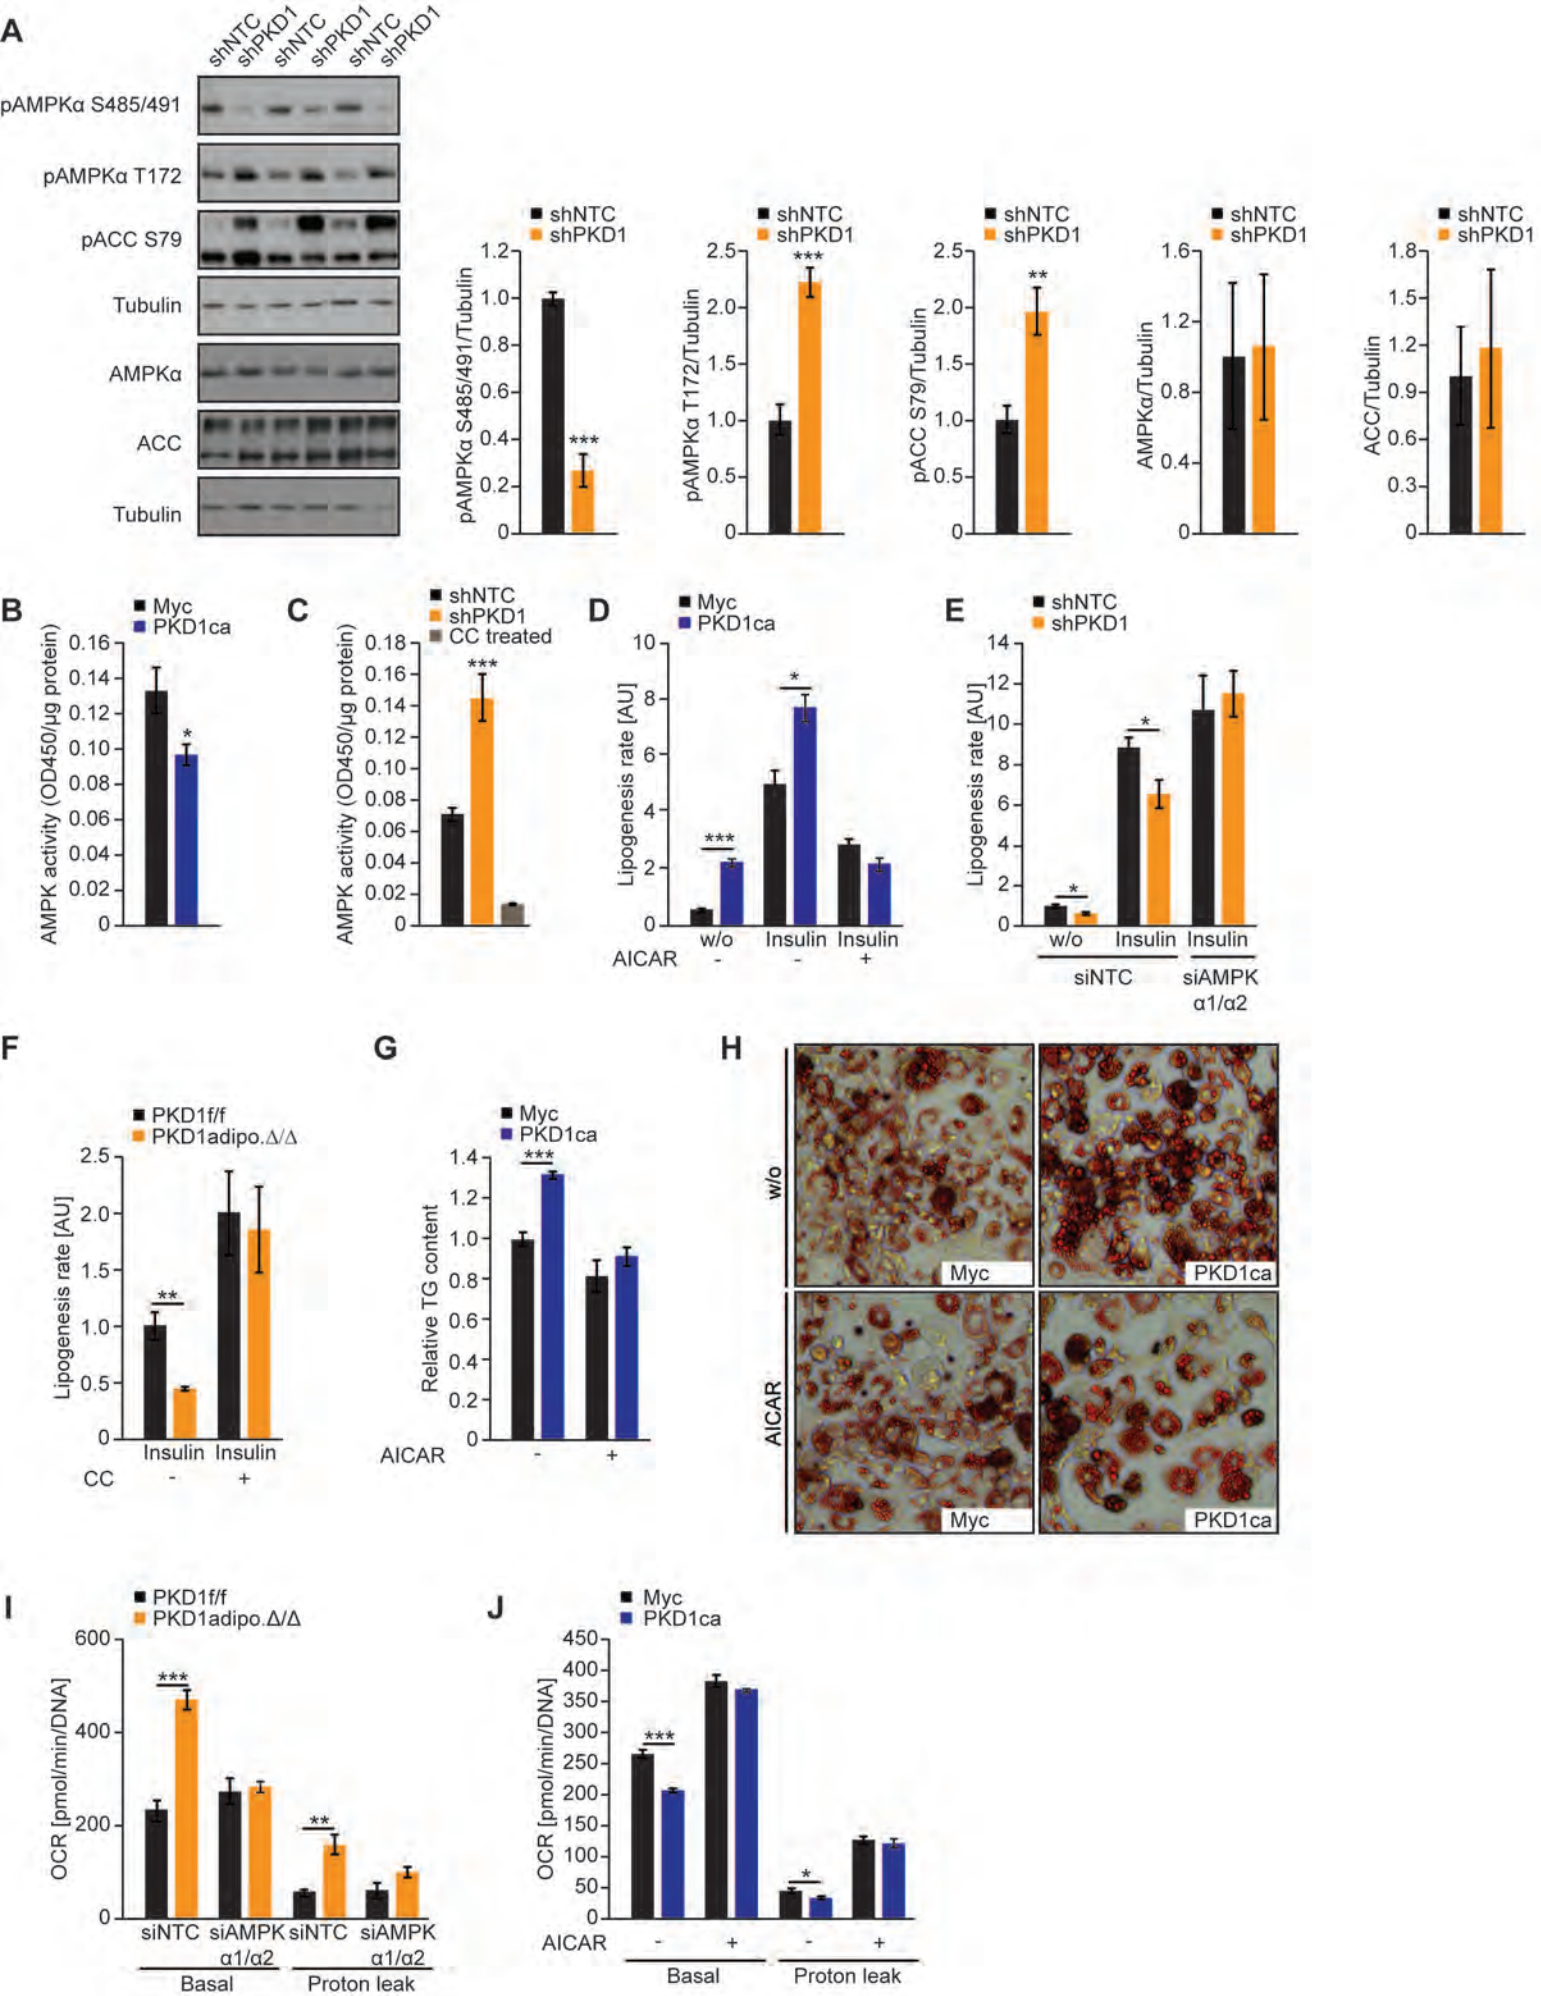 A
shNTC
shPKD1
shNTC
shPKD1
shNTC
shPKD1
pAMPKα S485/491
pAMPKα T172
pACC S79
Tubulin
AMPKα
ACC
Tubulin
shNTC
shPKD1
pAMPKα S485/491/Tubulin
1.2
1.0
0.8
0.6
0.4
0.2
0
***
shNTC
shPKD1
pAMPKα T172/Tubulin
2.5
2.0
1.5
1.0
0.5
0
***
shNTC
shPKD1
pACC S79/Tubulin
2.5
2.0
1.5
1.0
0.5
0
**
shNTC
shPKD1
AMPKα/Tubulin
1.6
1.2
0.8
0.4
0
shNTC
shPKD1
ACC/Tubulin
1.8
1.5
1.2
0.9
0.6
0.3
0
B
Myc
PKD1ca
AMPK activity (OD450/µg protein)
0.16
0.14
0.12
0.10
0.08
0.06
0.04
0.02
0
*
C
shNTC
shPKD1
CC treated
AMPK activity (OD450/µg protein)
0.18
0.16
0.14
0.12
0.10
0.08
0.06
0.04
0.02
0
***
D
Myc
PKD1ca
Lipogenesis rate [AU]
10
8
6
4
2
0
***
*
w/o Insulin Insulin
AICAR - - +
E
shNTC
shPKD1
Lipogenesis rate [AU]
14
12
10
8
6
4
2
0
*
*
w/o Insulin Insulin
siNTC siAMPK
α1/α2
F
PKD1f/f
PKD1adipo.Δ/Δ
Lipogenesis rate [AU]
2.5
2.0
1.5
1.0
0.5
0
**
Insulin Insulin
CC - +
G
Myc
PKD1ca
Relative TG content
1.4
1.2
1.0
0.8
0.6
0.4
0.2
0
***
AICAR - +
H
w/o
Myc
PKD1ca
AICAR
Myc
PKD1ca
I
PKD1f/f
PKD1adipo.Δ/Δ
OCR [pmol/min/DNA]
600
400
200
0
***
**
siNTC siAMPK siNTC siAMPK
α1/α2 α1/α2
Basal Proton leak
J
Myc
PKD1ca
OCR [pmol/min/DNA]
450
400
350
300
250
200
150
100
50
0
***
*
AICAR - + - +
Basal Proton leak